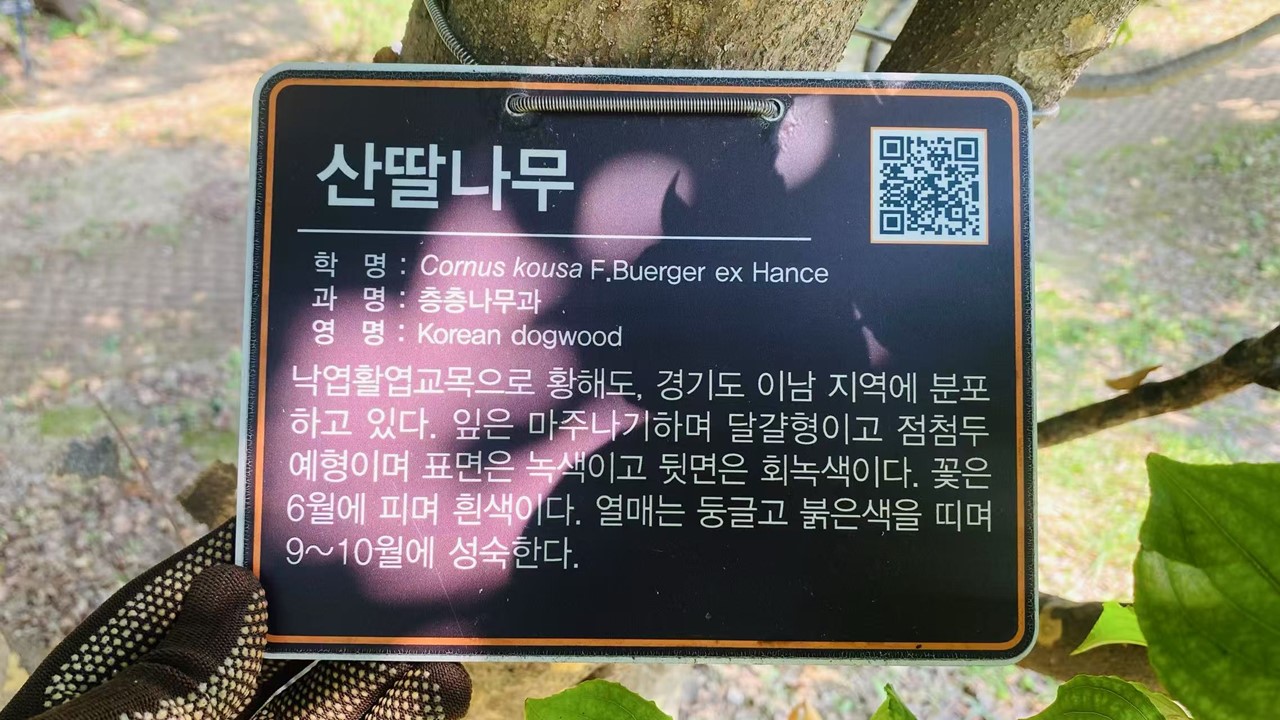 산딸나무
학 명 : Cornus kousa F.Buerger ex Hance
과 명 : 층층나무과
영 명 : Korean dogwood
낙엽활엽교목으로 황해도, 경기도 이남 지역에 분포
하고 있다. 잎은 마주나기하며 달걀형이고 점첨두
예형이며 표면은 녹색이고 뒷면은 회녹색이다. 꽃은
6월에 피며 흰색이다. 열매는 둥글고 붉은색을 띠며
9~10월에 성숙한다.